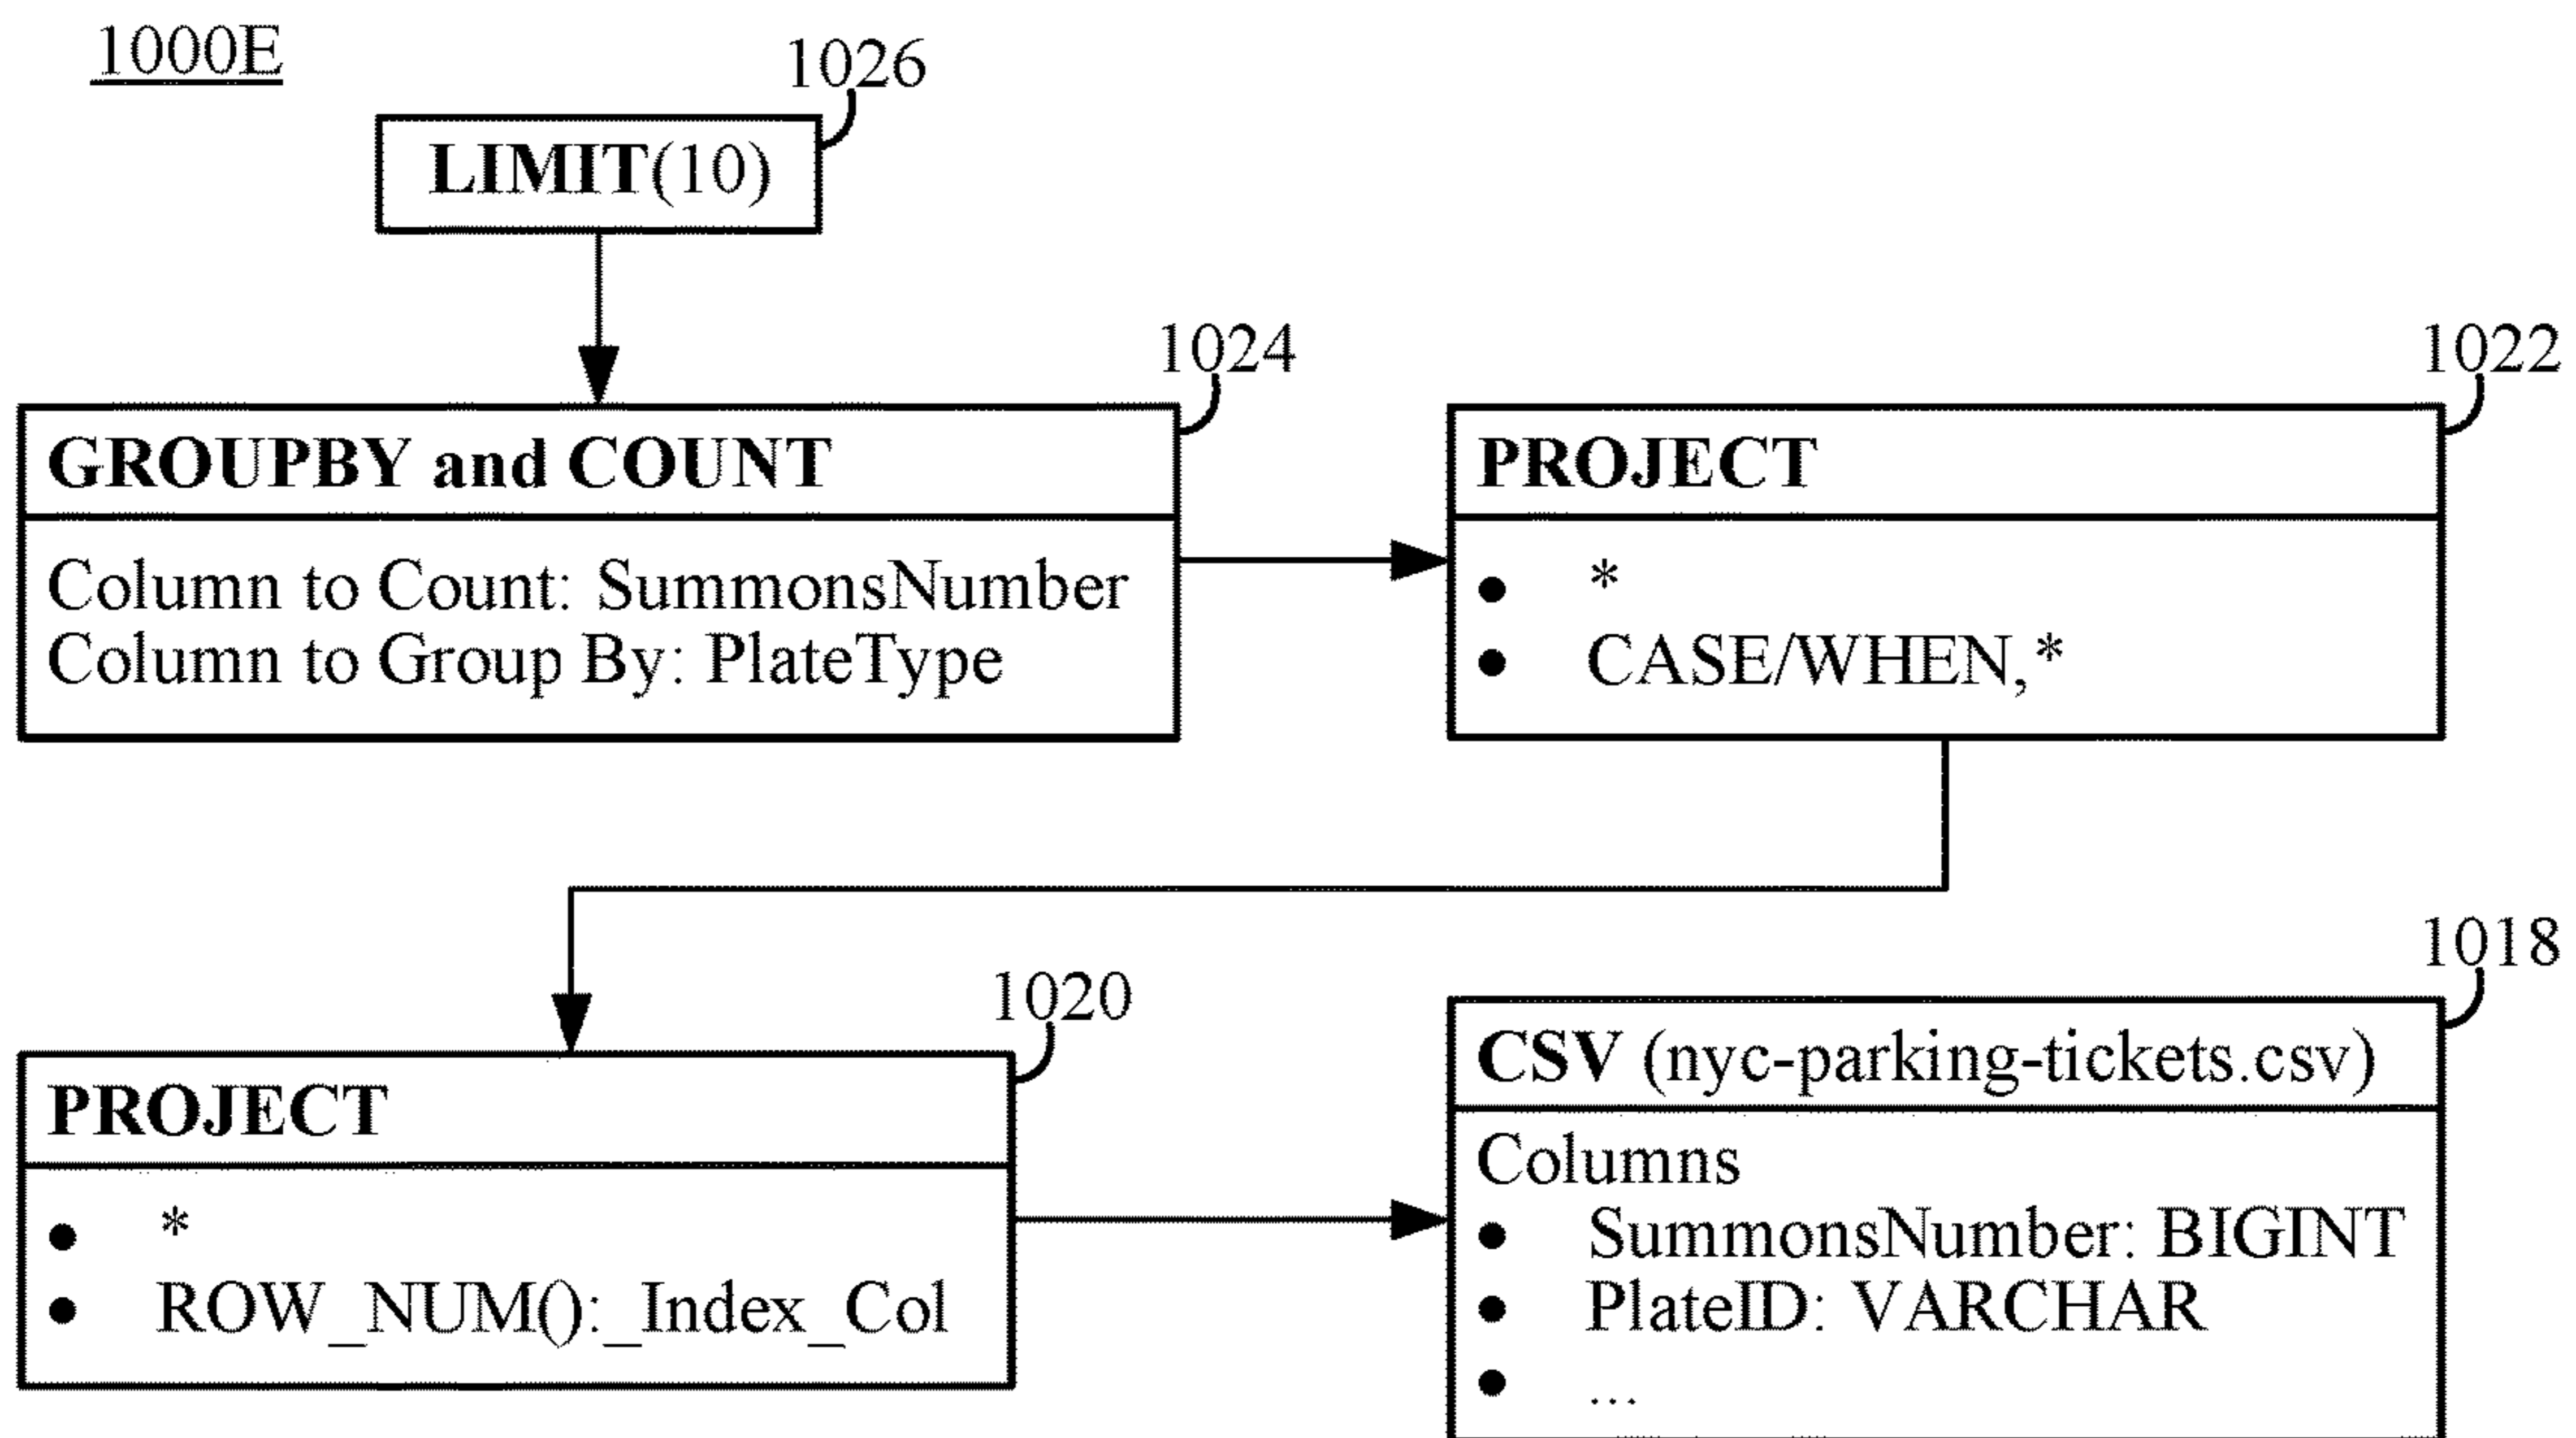 1000E
1026
LIMIT(10)
1024
GROUPBY and COUNT
Column to Count: SummonsNumber
Column to Group By: PlateType
1022
PROJECT
● *
● CASE/WHEN,*
1020
PROJECT
● *
● ROW_NUM():_Index_Col
1018
CSV (nyc-parking-tickets.csv)
Columns
● SummonsNumber: BIGINT
● PlateID: VARCHAR
● ...